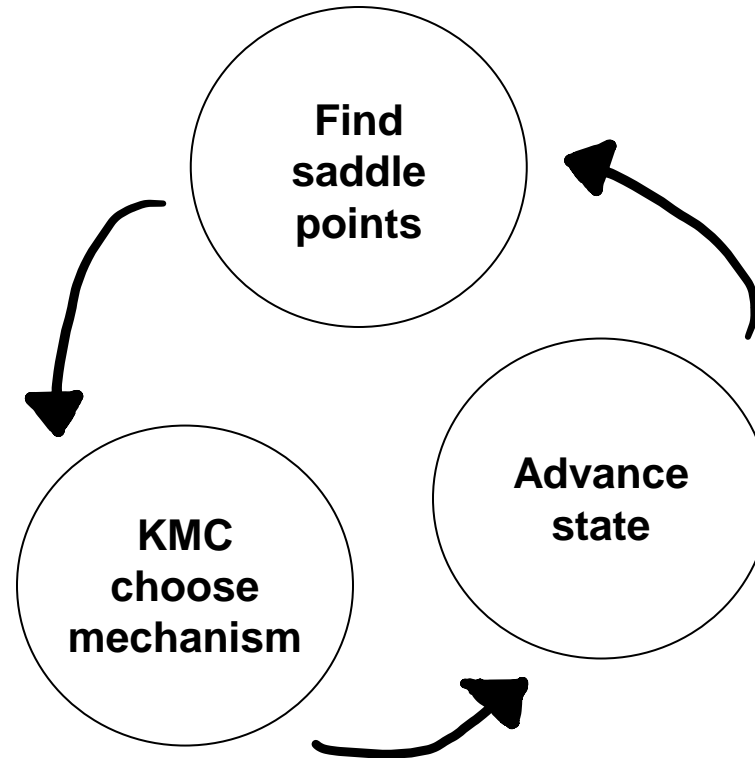 Find
saddle
points
KMC
choose
mechanism
Advance
state